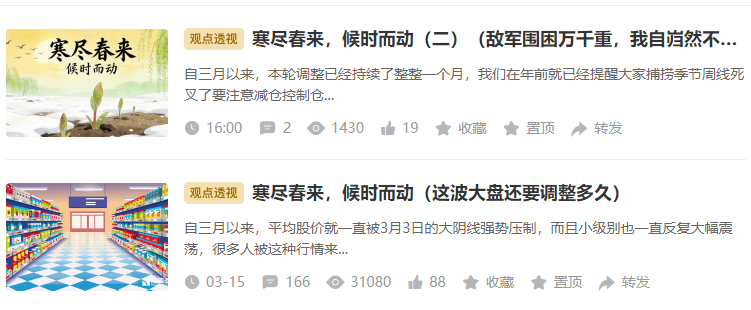 寒尽春来
候时而动
观点透视 寒尽春来，候时而动（二）（敌军围困万千重，我自岿然不...
自三月以来，本轮调整已经持续了整整一个月，我们在年前就已经提醒大家捕捞季节周线死
叉了要注意减仓控制仓...
16:00 2 1430 19 收藏 置顶 转发
观点透视 寒尽春来，候时而动（这波大盘还要调整多久）
自三月以来，平均股价就一直被3月3日的大阴线强势压制，而且小级别也一直反复大幅震
荡，很多人被这种行情来...
03-15 166 31080 88 收藏 置顶 转发